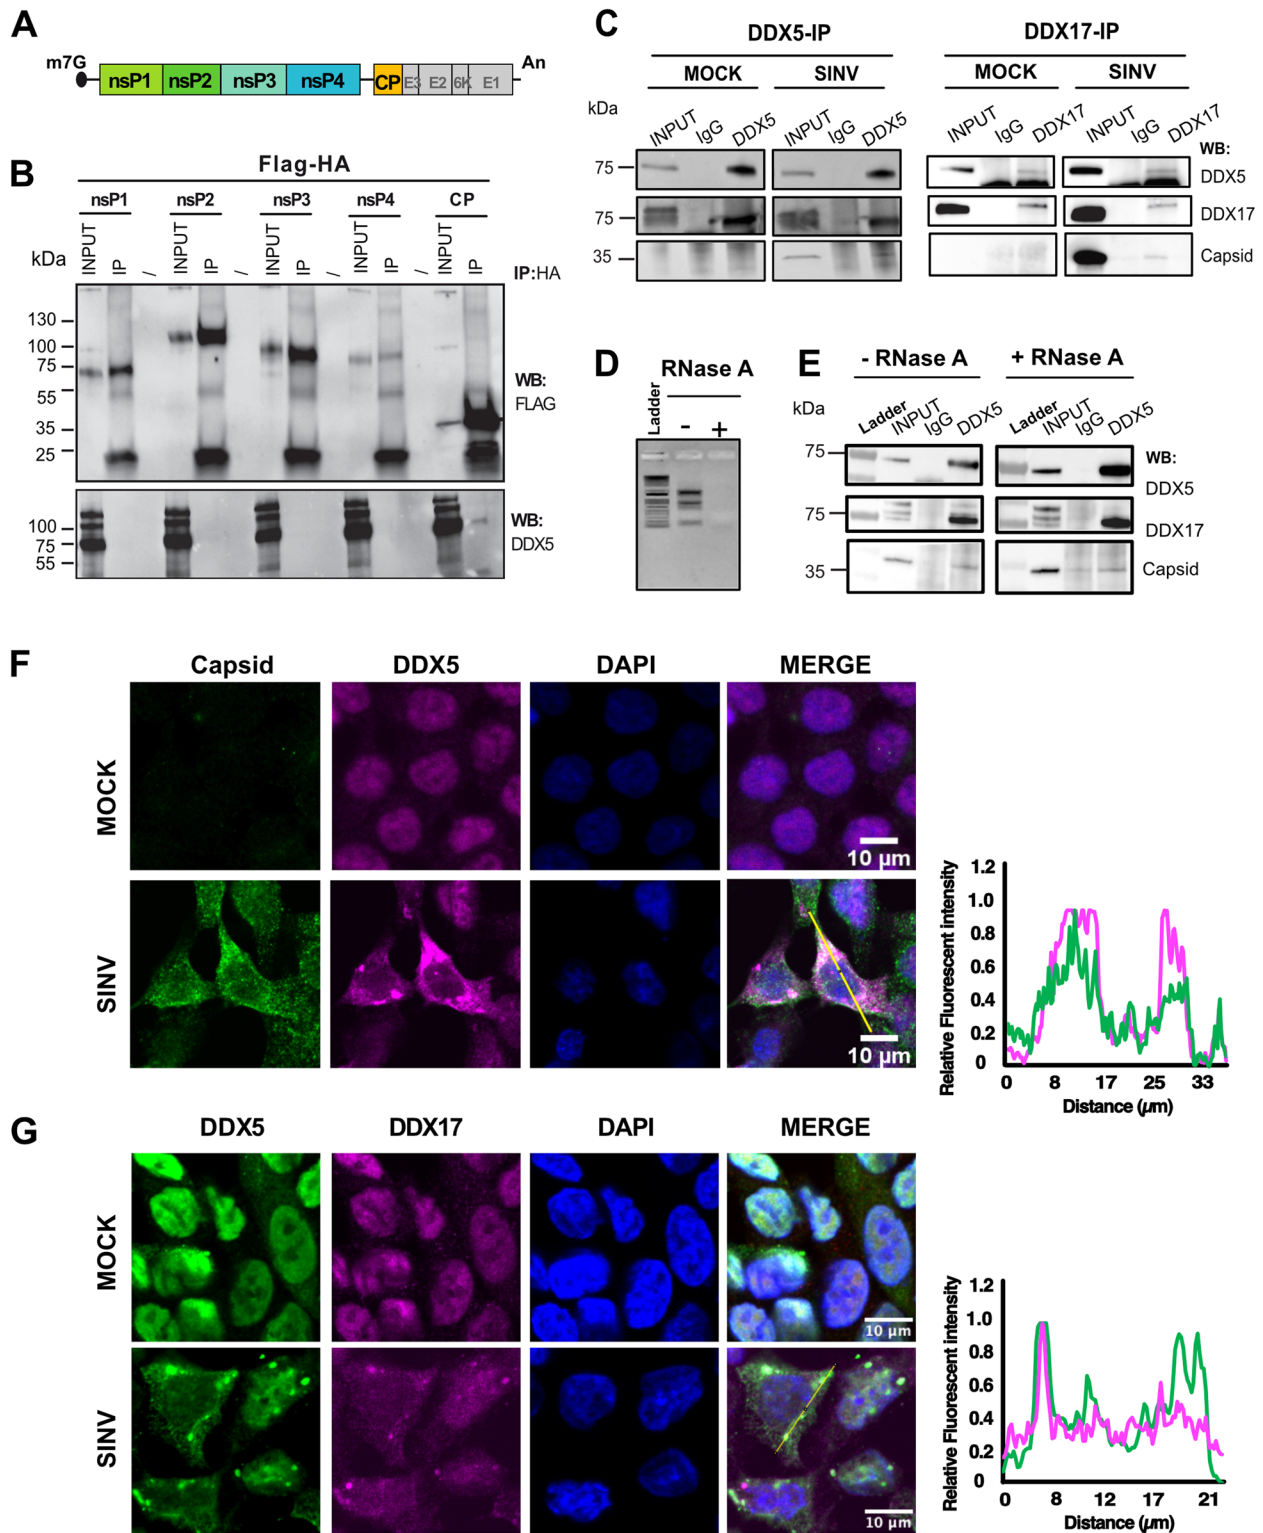 A
m7G
An
nsP1 nsP2 nsP3 nsP4 CP E3 E2 6K E1
B
Flag-HA
nsP1 nsP2 nsP3 nsP4 CP
kDa INPUT IP / INPUT IP / INPUT IP / INPUT IP / INPUT IP
IP:HA
130
100
75
55
35
25
WB:
FLAG
100
75
55
WB:
DDX5
C
DDX5-IP DDX17-IP
MOCK SINV MOCK SINV
kDa
INPUT IgG DDX5 INPUT IgG DDX5 INPUT IgG DDX17 INPUT IgG DDX17
WB:
75 DDX5
75 DDX17
35 Capsid
D
RNase A
Ladder - +
E
- RNase A + RNase A
kDa
Ladder INPUT IgG DDX5 Ladder INPUT IgG DDX5
75
WB:
DDX5
75
DDX17
35 Capsid
F
Capsid DDX5 DAPI MERGE
MOCK
10 µm
SINV
10 µm
Relative Fluorescent intensity
1.2
1.0
0.8
0.6
0.4
0.2
0
0 8 17 25 33
Distance (µm)
G
DDX5 DDX17 DAPI MERGE
MOCK
10 µm
SINV
10 µm
Relative Fluorescent intensity
1.2
1.0
0.8
0.6
0.4
0.2
0
0 8 12 17 21
Distance (µm)